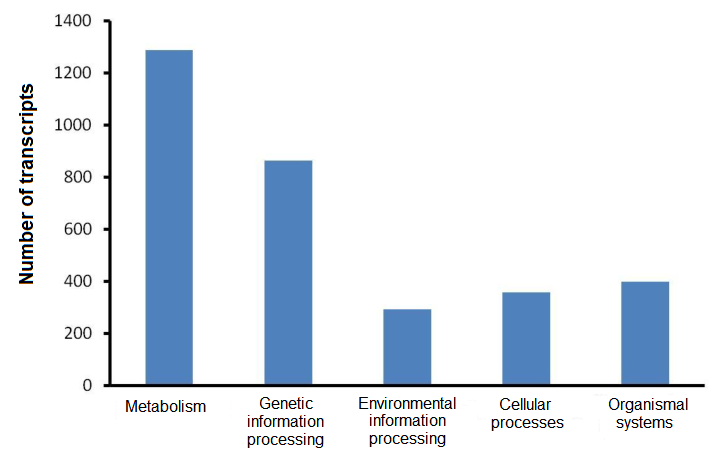 Number of transcripts
1400
1200
1000
800
600
400
200
0
Metabolism
Genetic
information
processing
Environmental
information
processing
Cellular
processes
Organismal
systems